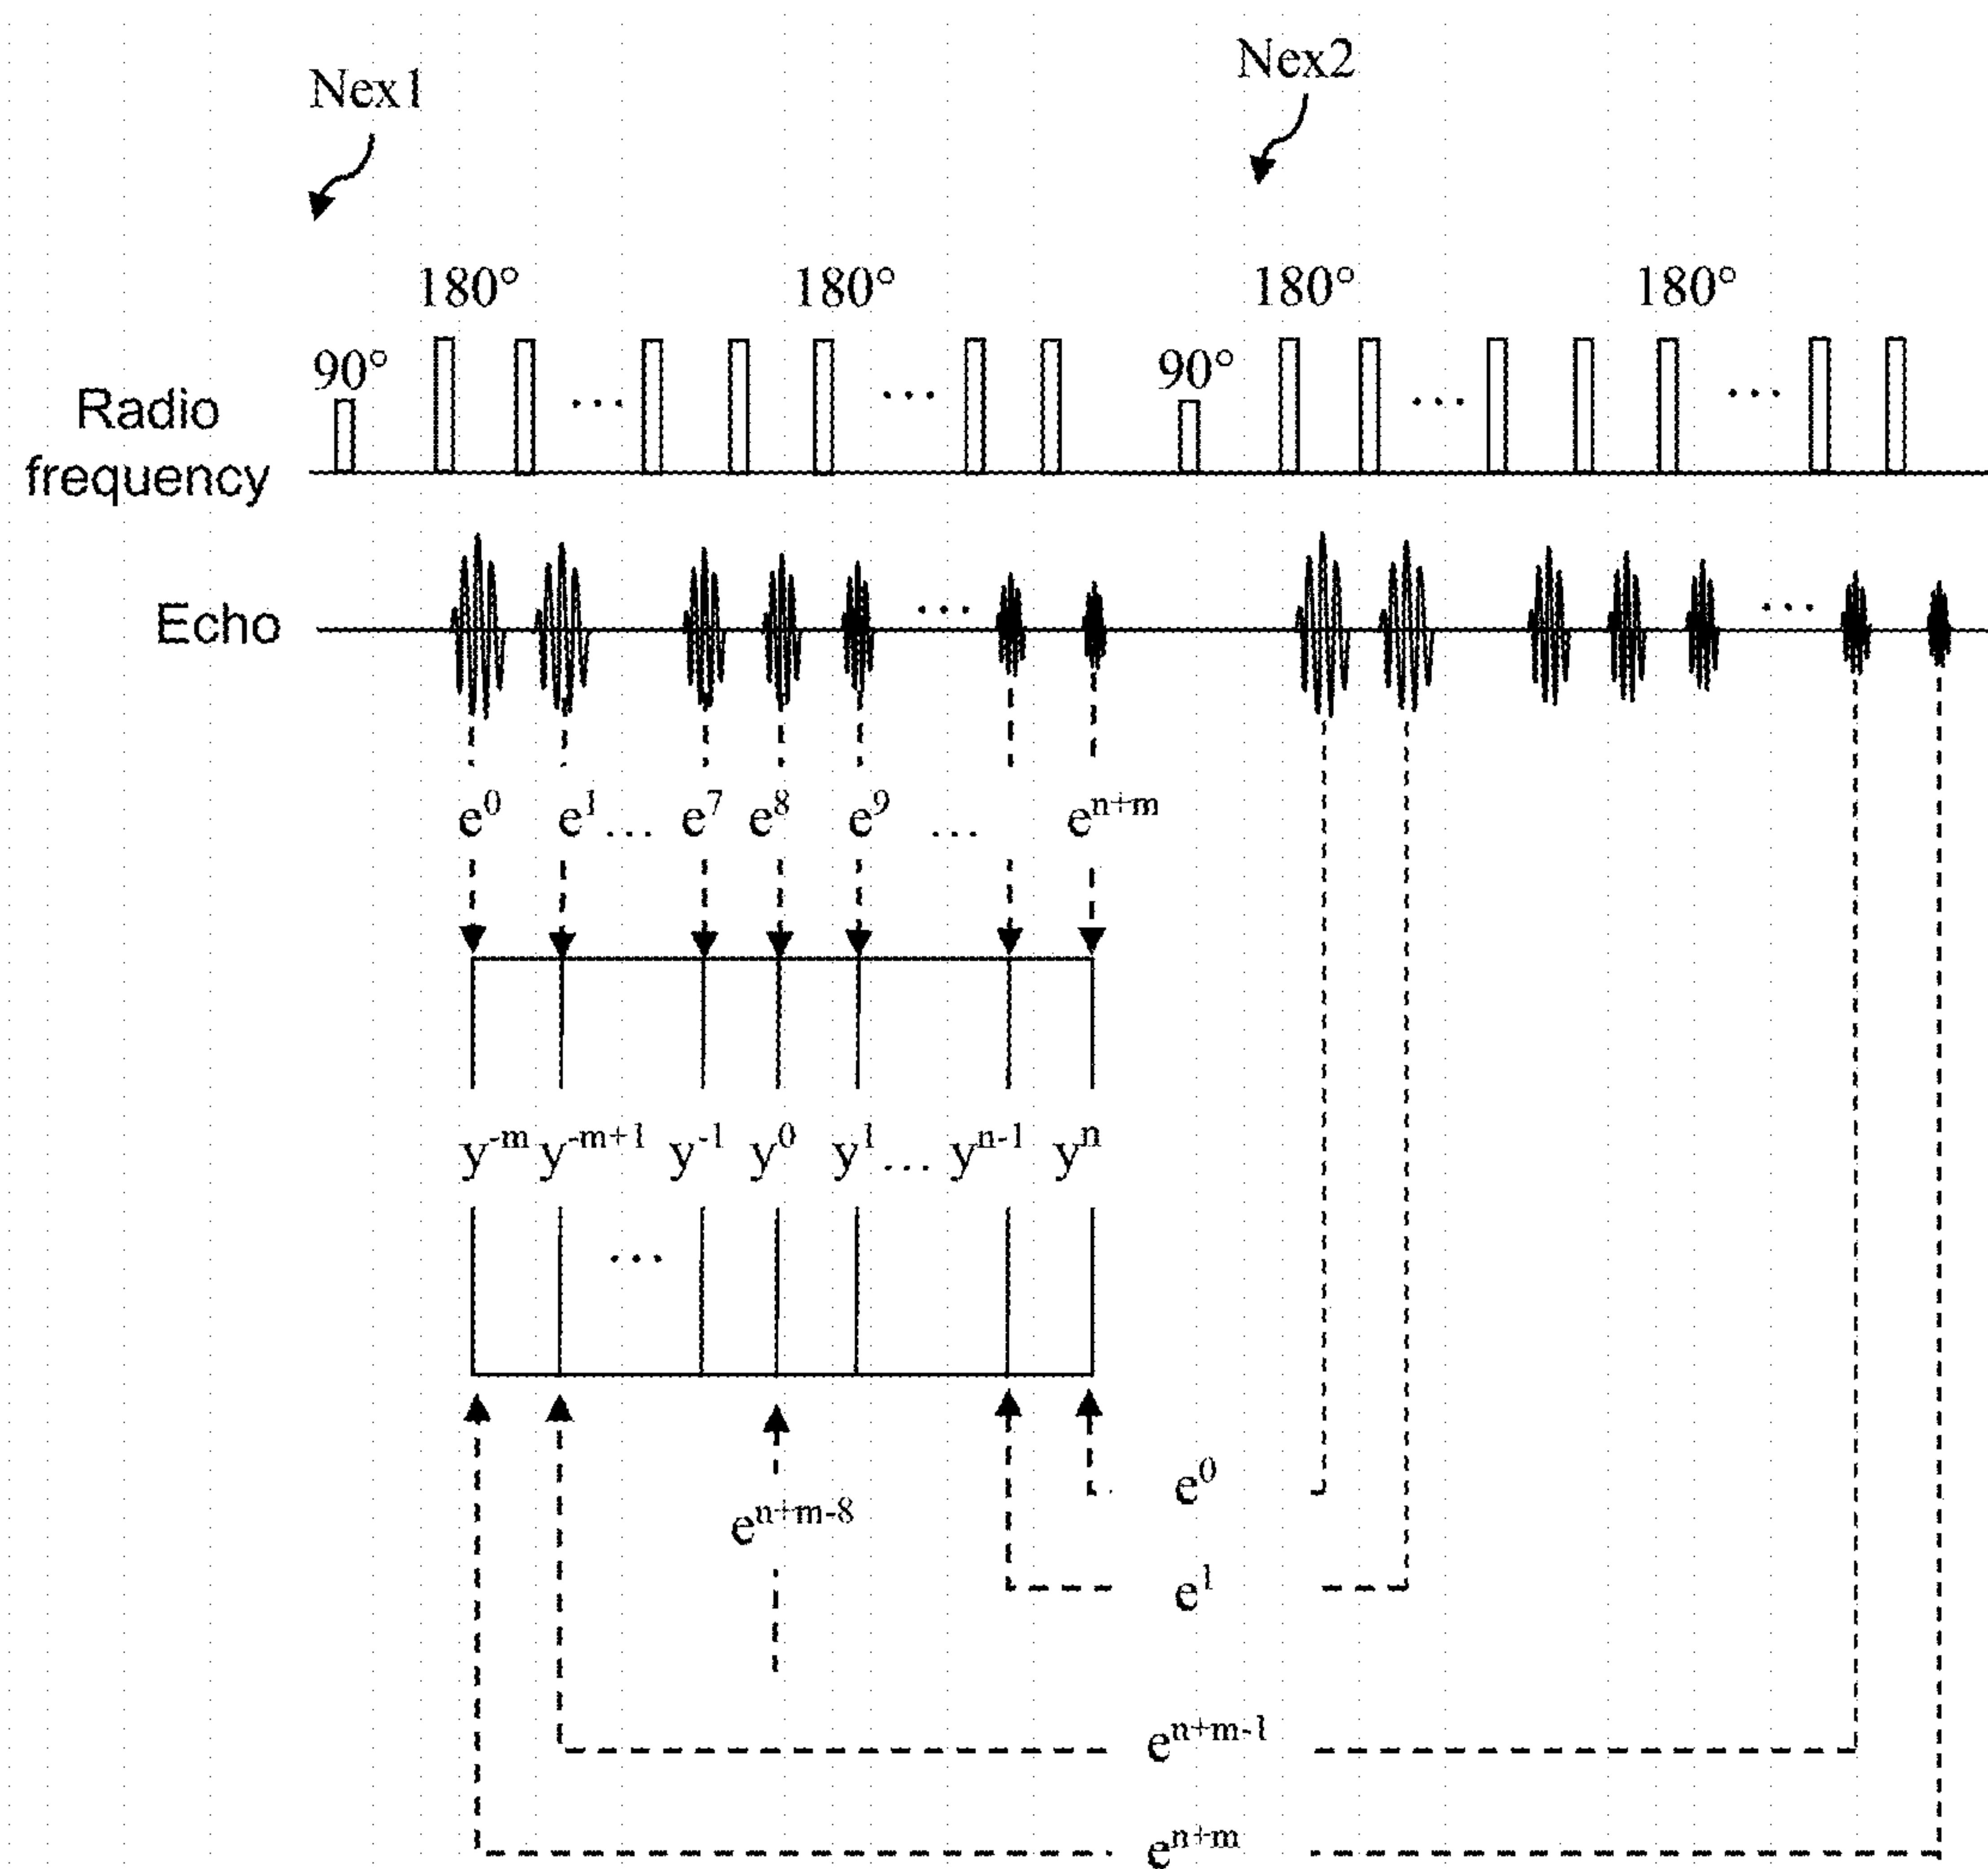 Nex1
Nex2
180° 180° 180° 180°
90° 90°
Radio
frequency
... ... ... ...
Echo
... ...
e⁰ e¹ ... e⁷ e⁸ e⁹ ... eⁿ⁺ᵐ
y⁻ᵐ y⁻ᵐ⁺¹ y⁻¹ y⁰ y¹ ... yⁿ⁻¹ yⁿ
...
e⁰
eⁿ⁺ᵐ⁻⁸
e¹
eⁿ⁺ᵐ⁻¹
eⁿ⁺ᵐ